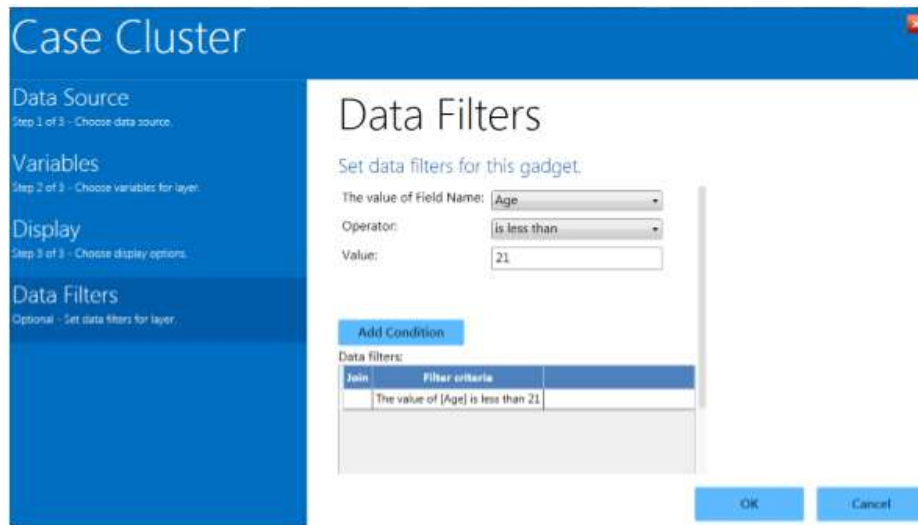 Case Cluster
Data Source
Step 1 of 3 - Choose data source.
Variables
Step 2 of 3 - Choose variables for layer.
Display
Step 3 of 3 - Choose display options.
Data Filters
Optional - Set data filters for layer.
Data Filters
Set data filters for this gadget.
The value of Field Name: Age
Operator: is less than
Value: 21
Add Condition
Data filters:
Join Filter criteria
The value of [Age] is less than 21
OK Cancel